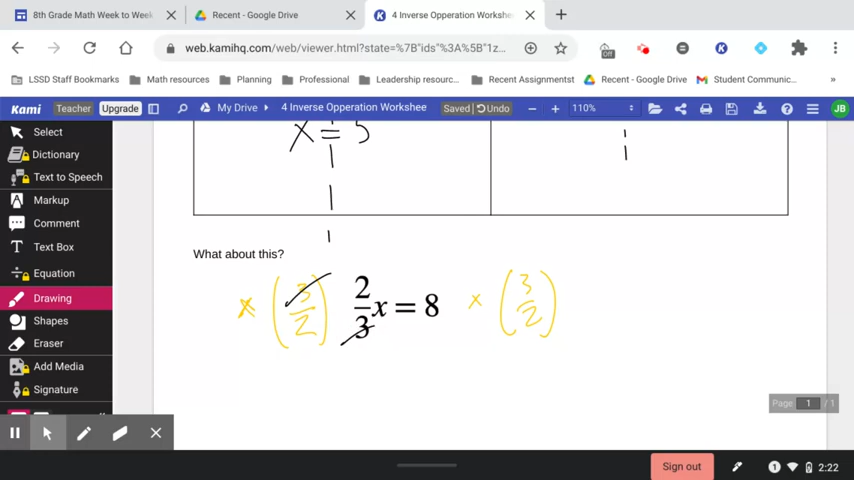 8th Grade Math Week to Week
Recent - Google Drive
4 Inverse Opperation Workshe
web.kamihq.com/web/viewer.html?state=%7B"ids"%3A%5B"1z...
Off
LSSD Staff Bookmarks
Math resources
Planning
Professional
Leadership resourc...
Recent Assignmentst
Recent - Google Drive
Student Communic...
»
Kami
Teacher
Upgrade
My Drive
4 Inverse Opperation Workshee
Saved
Undo
110%
JB
Select
Dictionary
Text to Speech
Markup
Comment
Text Box
Equation
Drawing
Shapes
Eraser
Add Media
Signature
x = 5
What about this?
× (3/2) 2/3 x = 8 × (3/2)
Page 1 / 1
Sign out
1
2:22